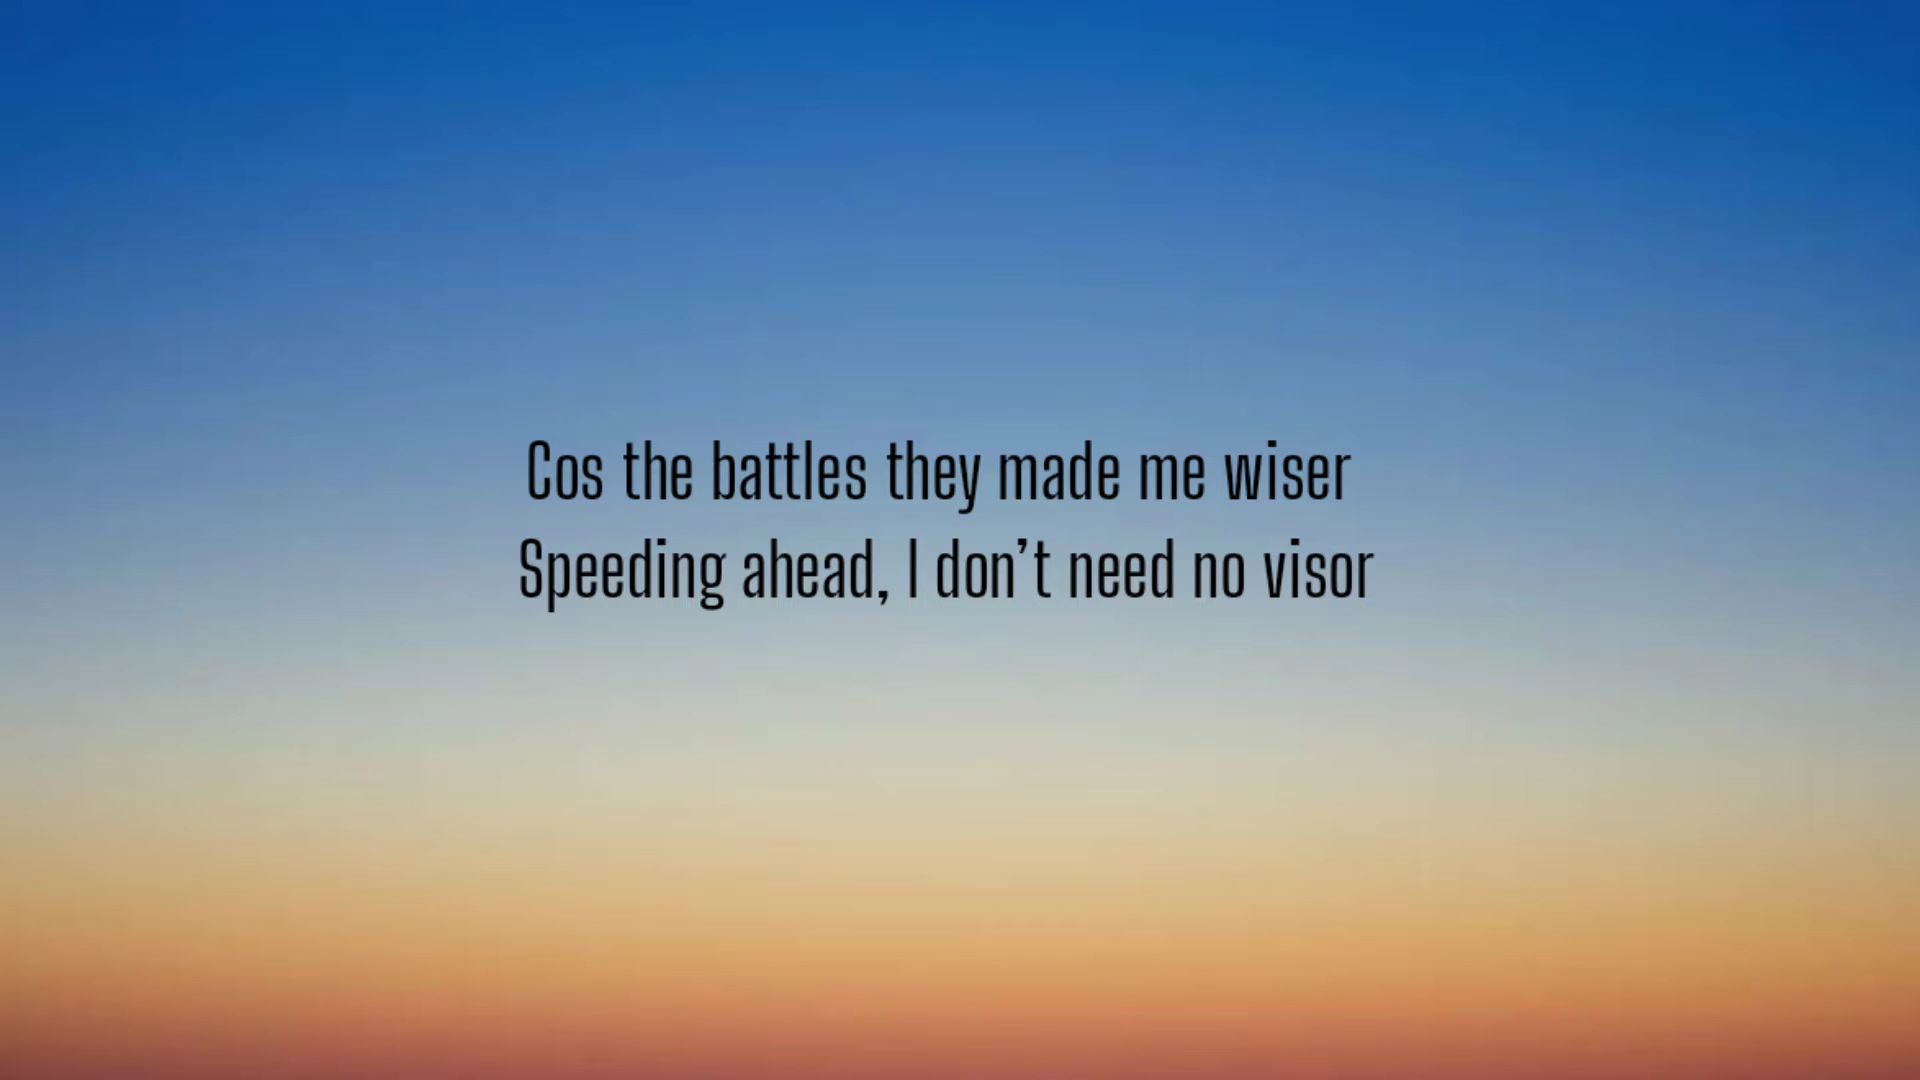 Cos the battles they made me wiser
Speeding ahead, I don’t need no visor